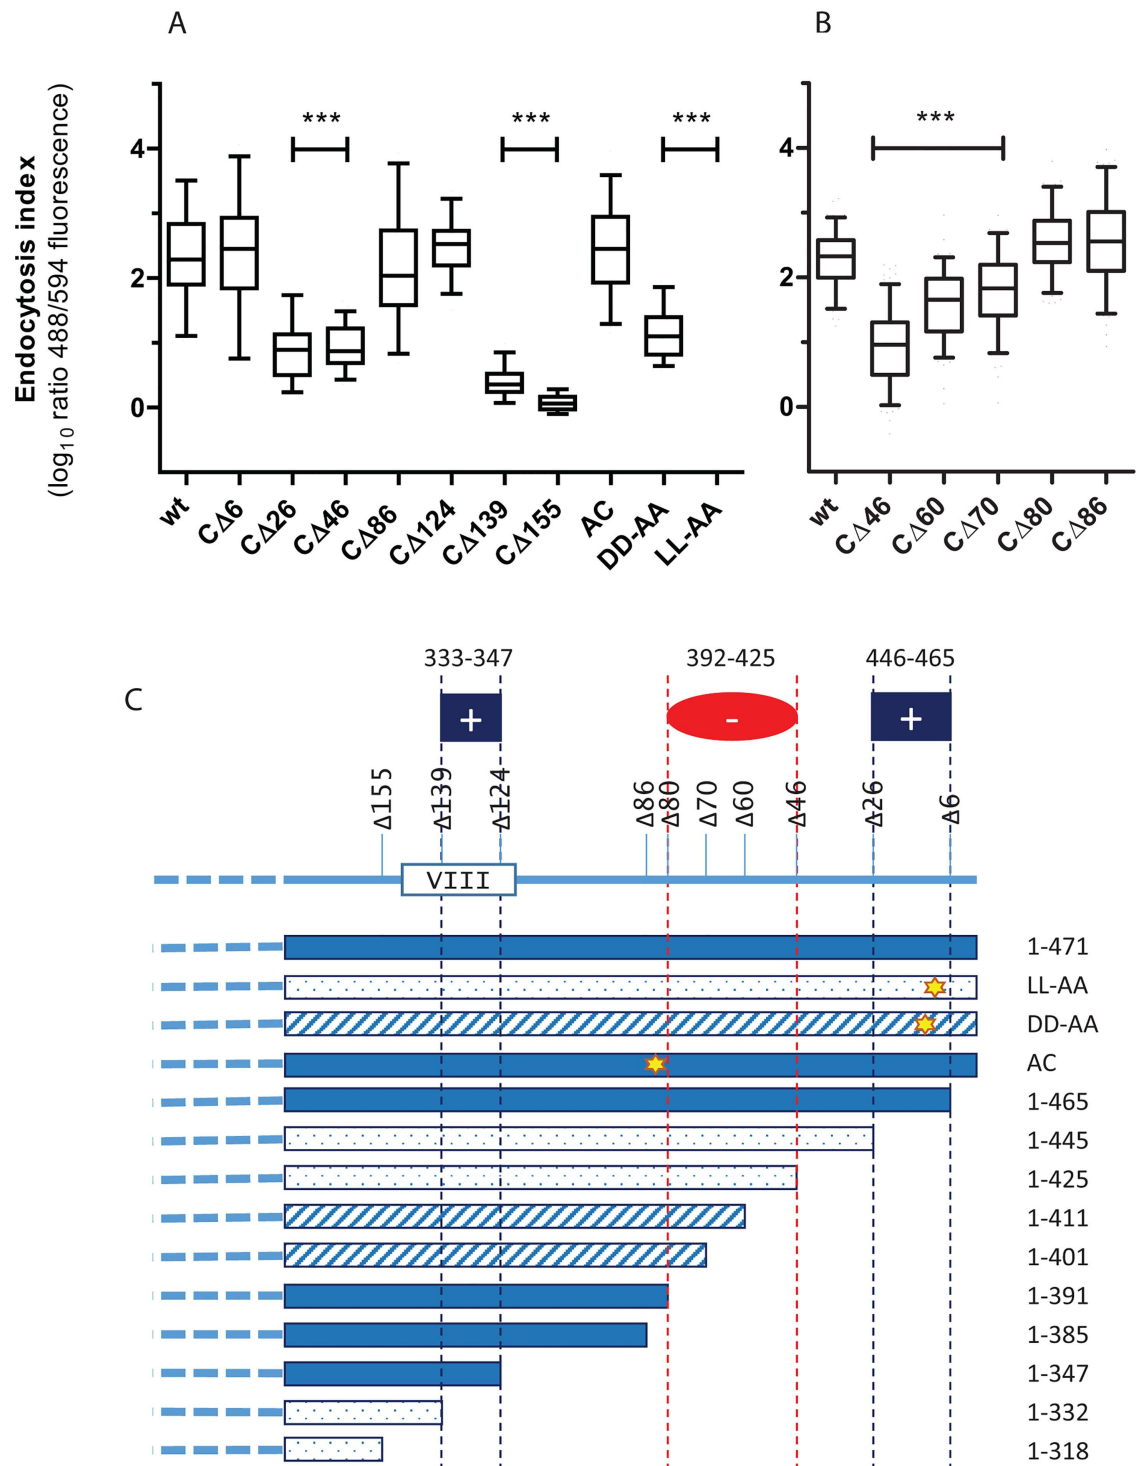 A
B
Endocytosis index
(log10 ratio 488/594 fluorescence)
***
***
***
4
2
0
wt
CΔ6
CΔ26
CΔ46
CΔ86
CΔ124
CΔ139
CΔ155
AC
DD-AA
LL-AA
***
4
2
0
wt
CΔ46
CΔ60
CΔ70
CΔ80
CΔ86
C
333-347
392-425
446-465
+
-
+
Δ155
Δ139
Δ124
Δ86
Δ80
Δ70
Δ60
Δ46
Δ26
Δ6
VIII
1-471
LL-AA
DD-AA
AC
1-465
1-445
1-425
1-411
1-401
1-391
1-385
1-347
1-332
1-318